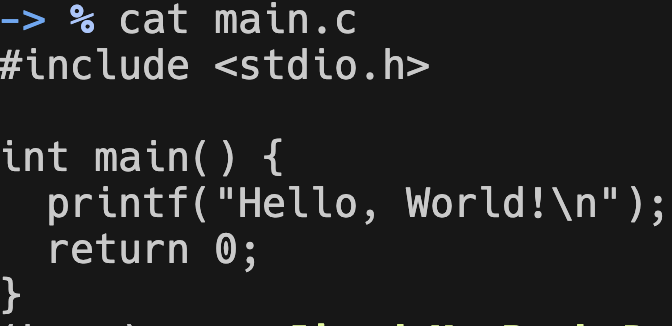 -> % cat main.c
#include <stdio.h>

int main() {
  printf("Hello, World!\n");
  return 0;
}